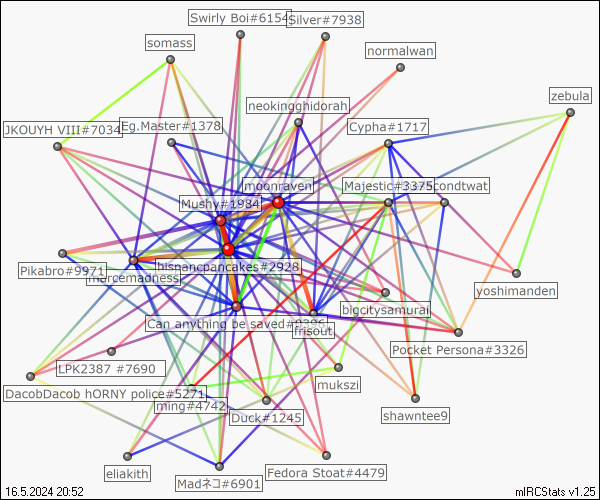 Swirly Boi#6154
Silver#7938
somass
normalwan
zebula
neokingghidorah
JKOUYH VIII#7034
Eg.Master#1378
Cypha#1717
moonraven
Majestic#3375
secondtwat
Mushy#1984
Pikabro#9971
hispanicpancakes#2928
mercemadness
yoshimanden
bigcitysamurai
Can anything be saved
frisout
Pocket Persona#3326
LPK2387 #7690
mukszi
DacobDacob hORNY police#5271
ming#4742
Duck#1245
shawntee9
eliakith
Madネコ#6901
Fedora Stoat#4479
16.5.2024 20:52
mIRCStats v1.25